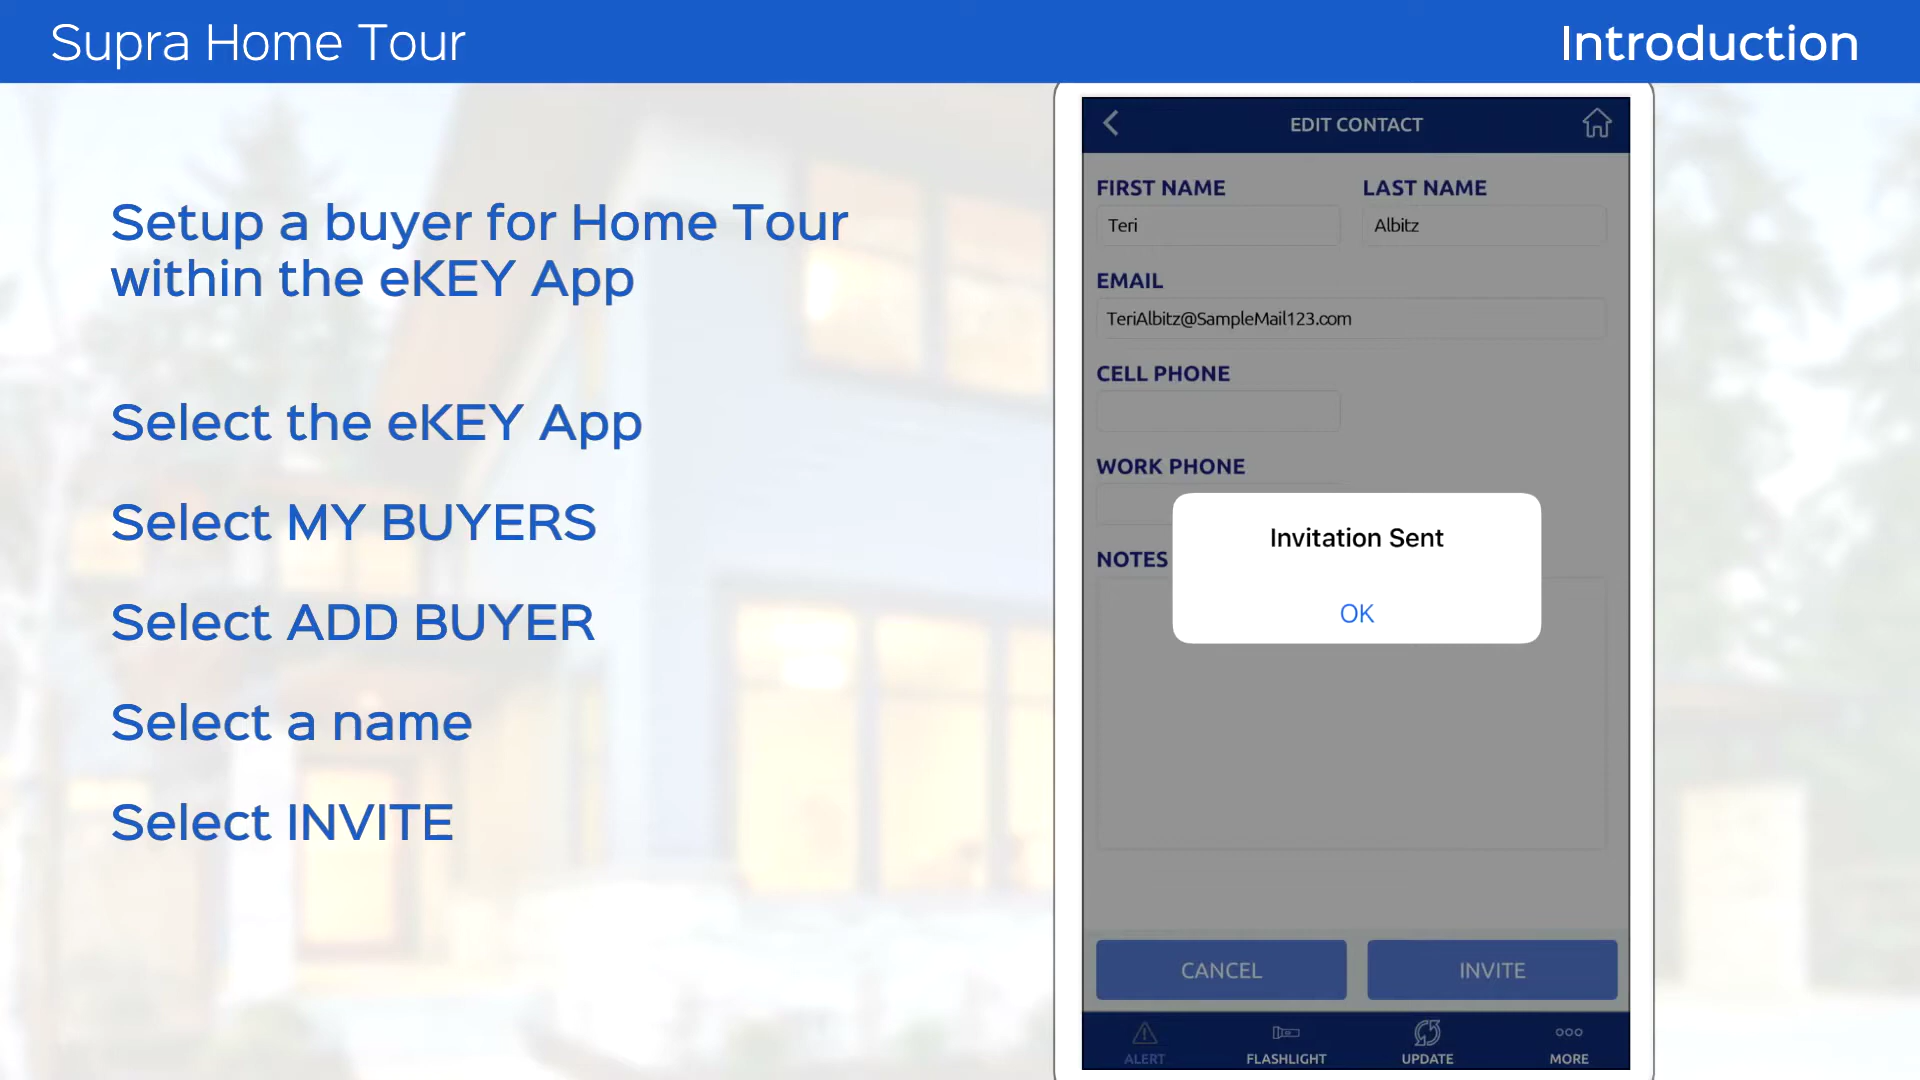 Supra Home Tour
Introduction
Setup a buyer for Home Tour
within the eKEY App
Select the eKEY App
Select MY BUYERS
Select ADD BUYER
Select a name
Select INVITE
EDIT CONTACT
FIRST NAME
LAST NAME
Teri
Albitz
EMAIL
TeriAlbitz@SampleMail123.com
CELL PHONE
WORK PHONE
Invitation Sent
NOTES
OK
CANCEL
INVITE
ALERT
FLASHLIGHT
UPDATE
MORE